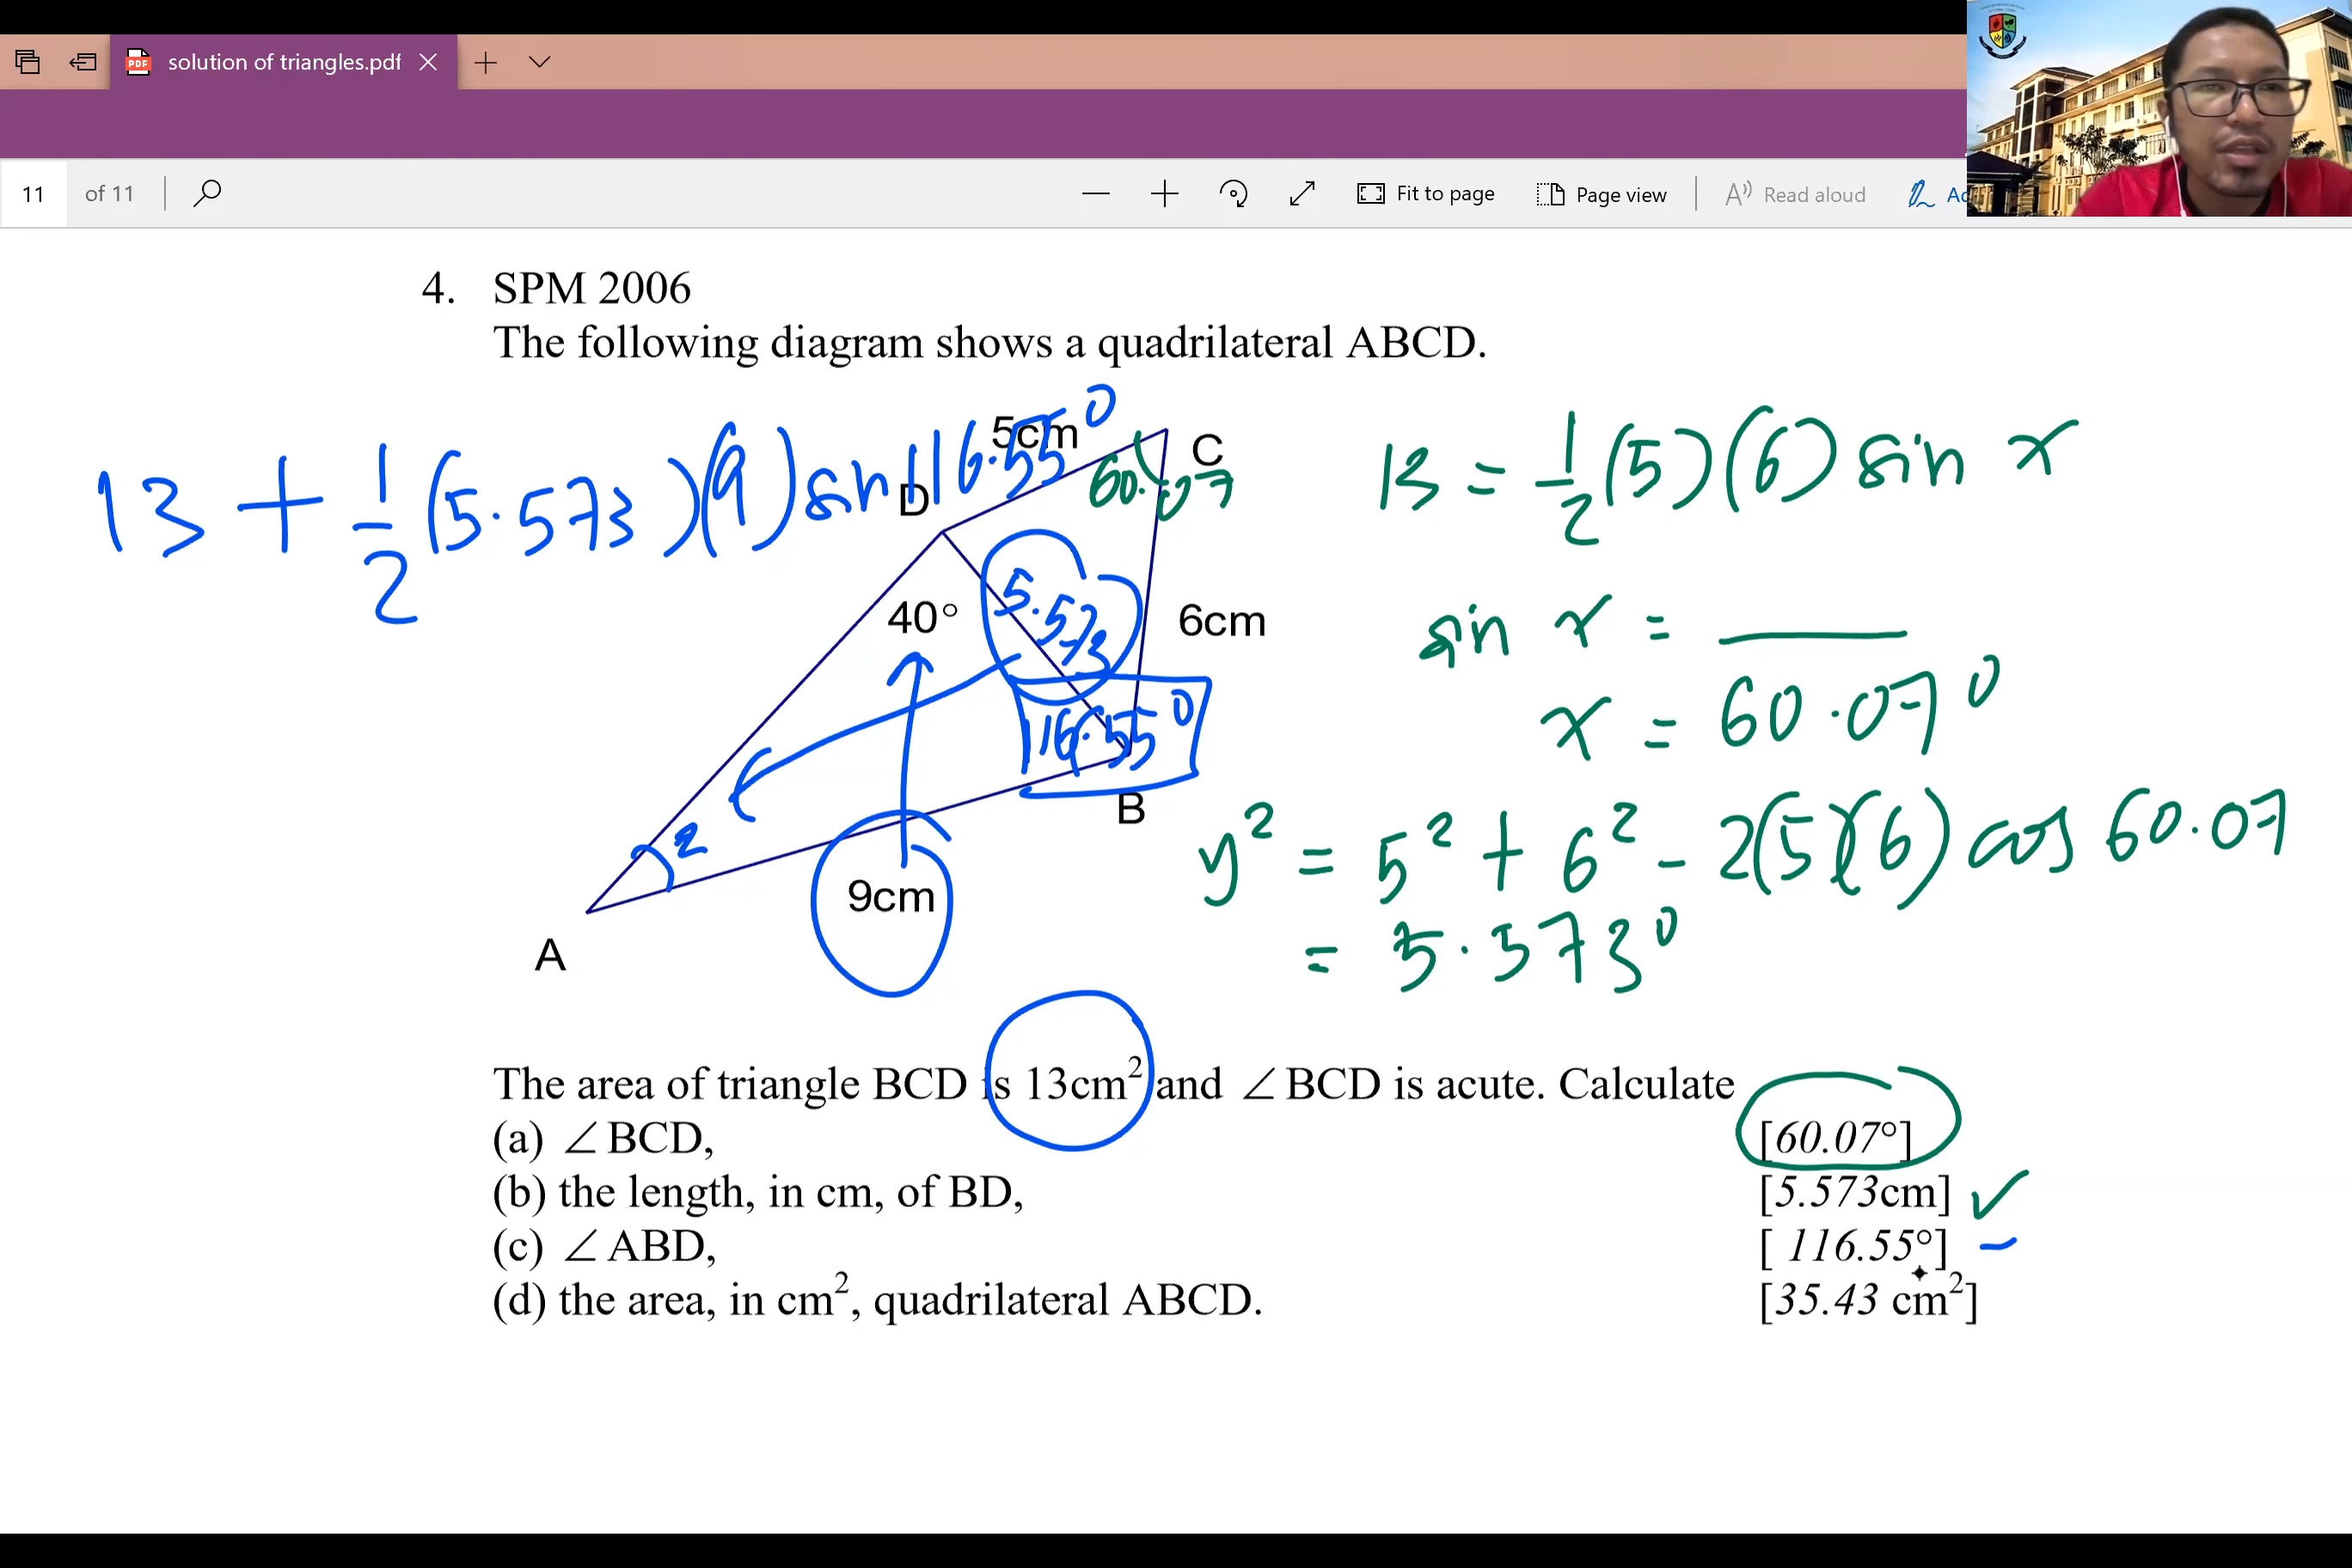 solution of triangles.pdf
11 of 11
Fit to page
Page view
Read aloud
4. SPM 2006
The following diagram shows a quadrilateral ABCD.
13 + 1/2 (5.573)(9) sin 116.55°
5cm
C
D
60.07
40°
5.573
6cm
116.55°
B
2
9cm
A
13 = 1/2 (5)(6) sin x
sin x =
x = 60.07°
y² = 5² + 6² - 2(5)(6) cos 60.07
= 5.573°
The area of triangle BCD is 13cm² and ∠BCD is acute. Calculate
(a) ∠BCD, [60.07°]
(b) the length, in cm, of BD, [5.573cm]
(c) ∠ABD, [ 116.55°]
(d) the area, in cm², quadrilateral ABCD. [35.43 cm²]